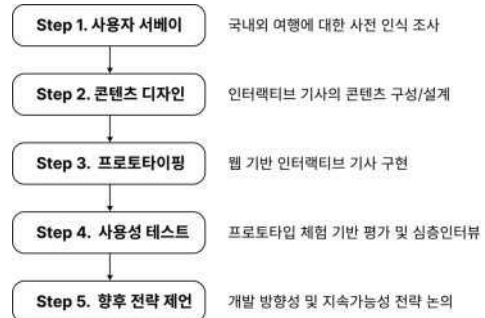 Step 1. 사용자 서베이 국내외 여행에 대한 사전 인식 조사
Step 2. 콘텐츠 디자인 인터랙티브 기사의 콘텐츠 구성/설계
Step 3. 프로토타이핑 웹 기반 인터랙티브 기사 구현
Step 4. 사용성 테스트 프로토타입 체험 기반 평가 및 심층인터뷰
Step 5. 향후 전략 제언 개발 방향성 및 지속가능성 전략 논의